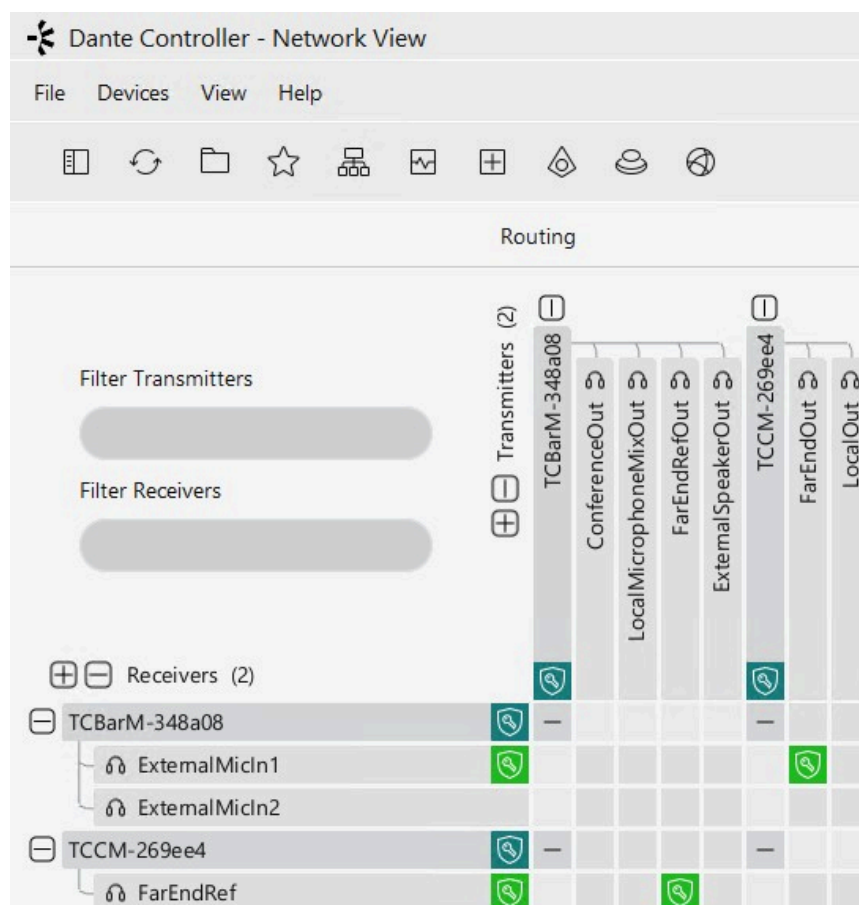 Dante Controller - Network View
File Devices View Help
Routing
Filter Transmitters
Filter Receivers
Transmitters (2)
TCBarM-348a08
ConferenceOut
LocalMicrophoneMixOut
FarEndRefOut
ExternalSpeakerOut
TCCM-269ee4
FarEndOut
LocalOut
Receivers (2)
TCBarM-348a08
ExternalMicIn1
ExternalMicIn2
TCCM-269ee4
FarEndRef